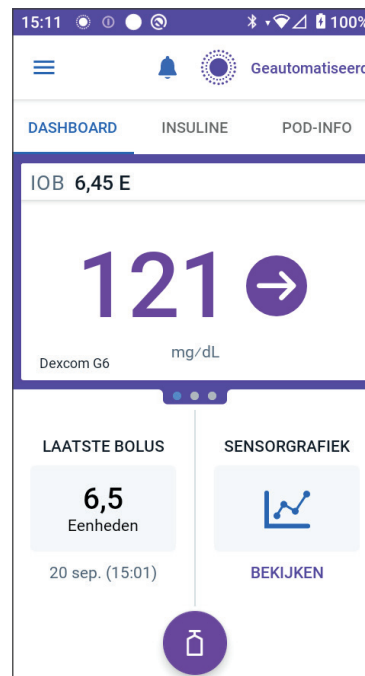 15:11 100%
Geautomatiseerd
DASHBOARD INSULINE POD-INFO
IOB 6,45 E
121
mg/dL
Dexcom G6
LAATSTE BOLUS SENSORGRAFIEK
6,5
Eenheden
20 sep. (15:01) BEKIJKEN